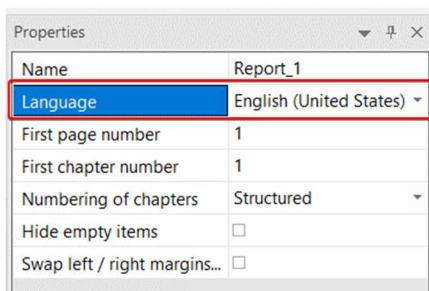 Properties
Name Report_1
Language English (United States)
First page number 1
First chapter number 1
Numbering of chapters Structured
Hide empty items
Swap left / right margins...